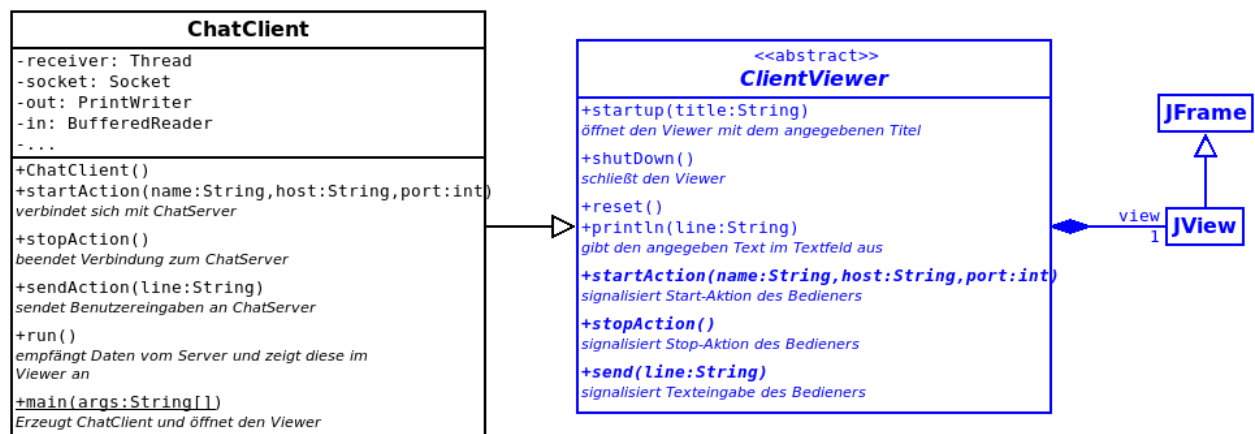 ChatClient
-receiver: Thread
-socket: Socket
-out: PrintWriter
-in: BufferedReader
-...
+ChatClient()
+startAction(name:String,host:String,port:int)
verbindet sich mit ChatServer
+stopAction()
beendet Verbindung zum ChatServer
+sendAction(line:String)
sendet Benutzereingaben an ChatServer
+run()
empfängt Daten vom Server und zeigt diese im
Viewer an
+main(args:String[])
Erzeugt ChatClient und öffnet den Viewer
<<abstract>>
ClientViewer
+startup(title:String)
öffnet den Viewer mit dem angegebenen Titel
+shutDown()
schließt den Viewer
+reset()
+println(line:String)
gibt den angegeben Text im Textfeld aus
+startAction(name:String,host:String,port:int)
signalisiert Start-Aktion des Bedieners
+stopAction()
signalisiert Stop-Aktion des Bedieners
+send(line:String)
signalisiert Texteingabe des Bedieners
view
1
JFrame
JView